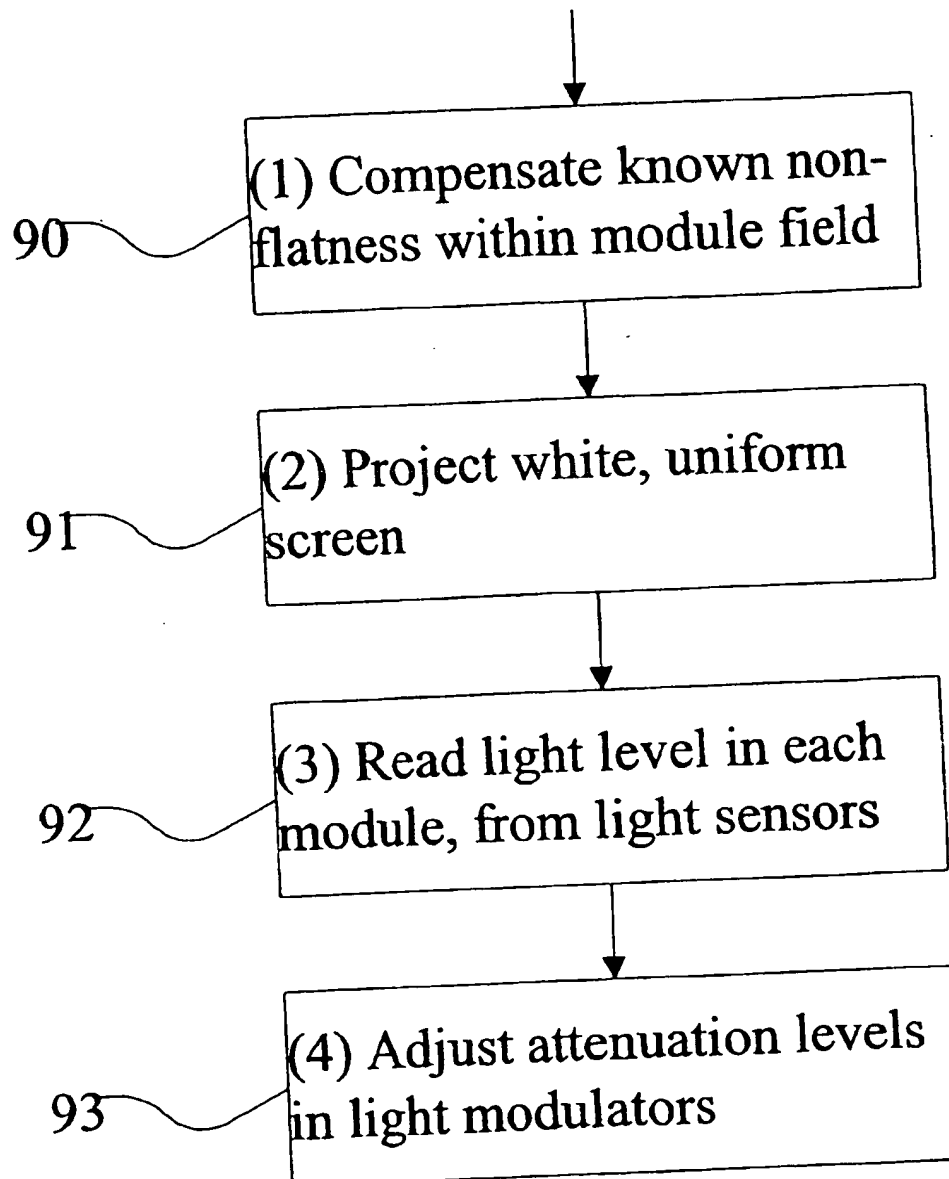 (1) Compensate known non-
flatness within module field
90
(2) Project white, uniform
screen
91
(3) Read light level in each
module, from light sensors
92
(4) Adjust attenuation levels
in light modulators
93